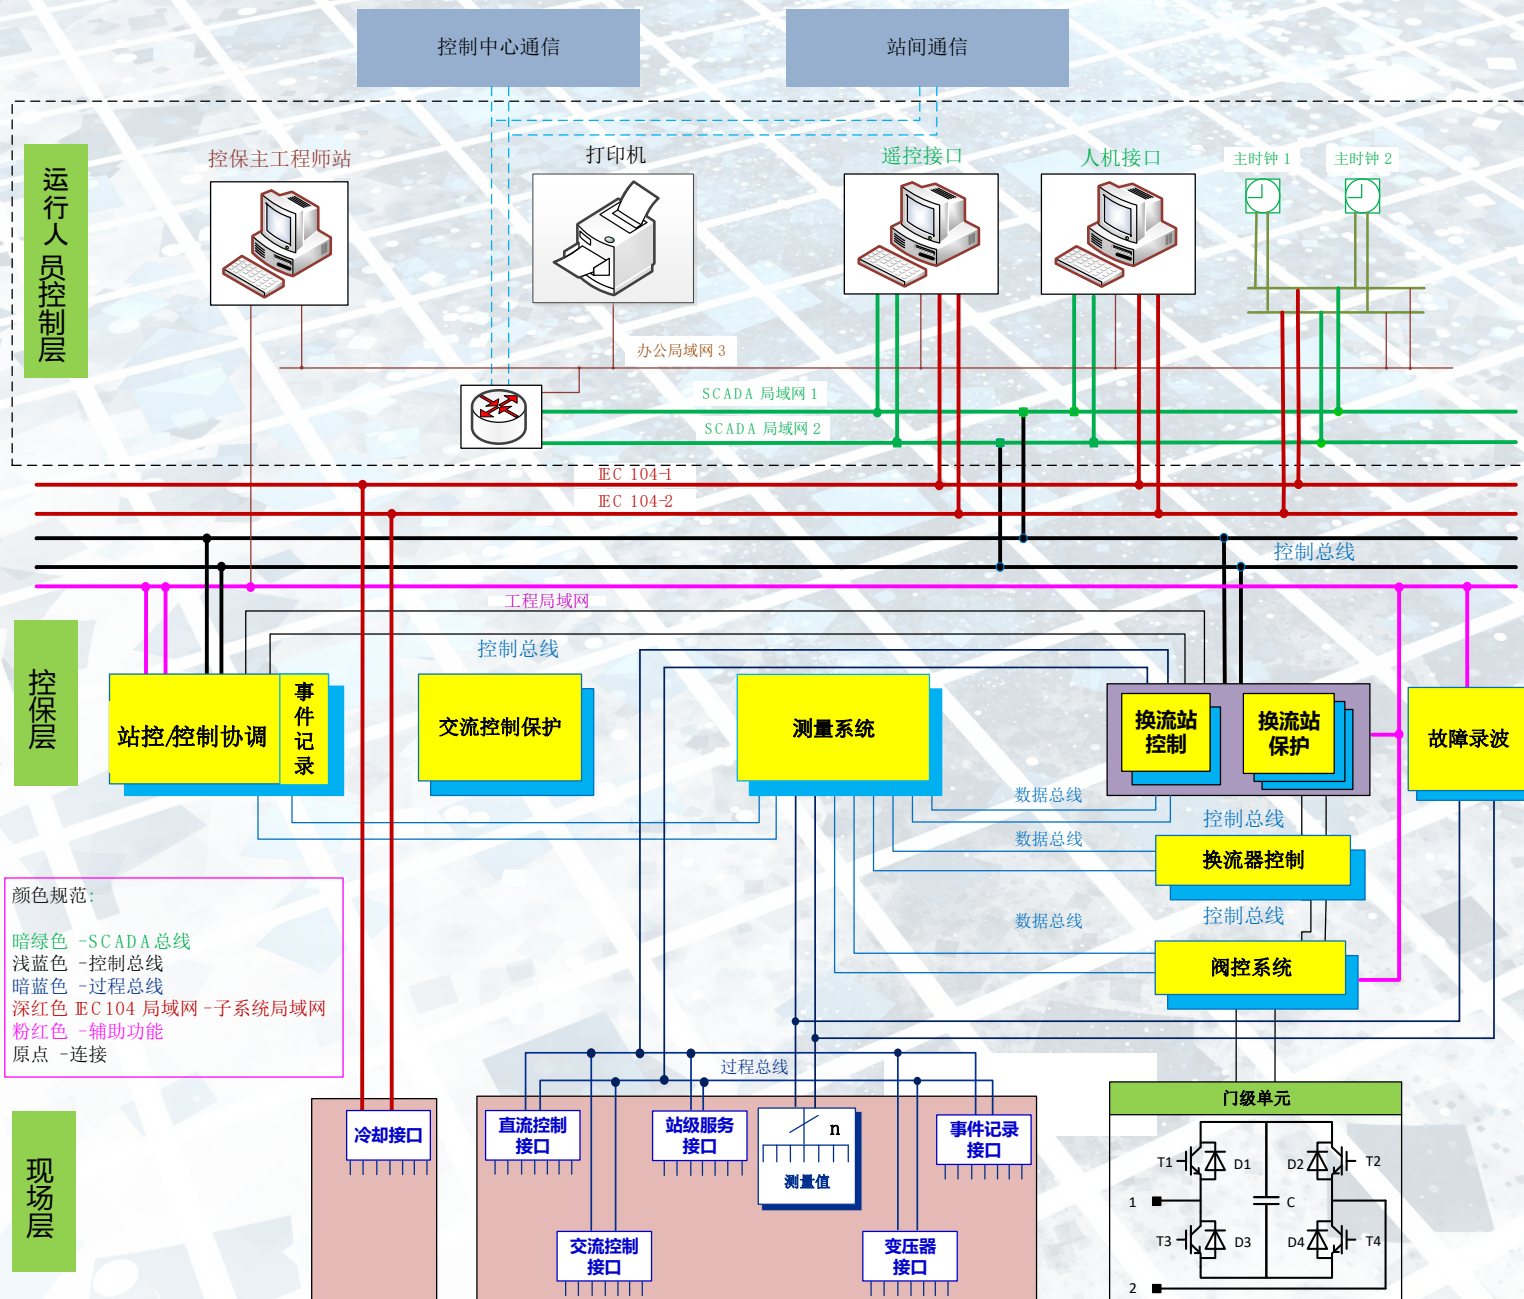 控制中心通信
站间通信
运行人员控制层
控保主工程师站
打印机
遥控接口
人机接口
主时钟 1
主时钟 2
办公局域网 3
SCADA 局域网 1
SCADA 局域网 2
IEC 104-1
IEC 104-2
控制总线
工程局域网
控制总线
控保层
站控/控制协调
事件记录
交流控制保护
测量系统
换流站
控制
换流站
保护
故障录波
数据总线
控制总线
数据总线
换流器控制
数据总线
控制总线
阀控系统
颜色规范:
暗绿色 -SCADA总线
浅蓝色 -控制总线
暗蓝色 -过程总线
深红色 IEC104 局域网 -子系统局域网
粉红色 -辅助功能
原点 -连接
过程总线
现场层
冷却接口
直流控制
接口
站级服务
接口
n
测量值
事件记录
接口
交流控制
接口
变压器
接口
门级单元
T1
D1
D2
T2
1
C
T3
D3
D4
T4
2